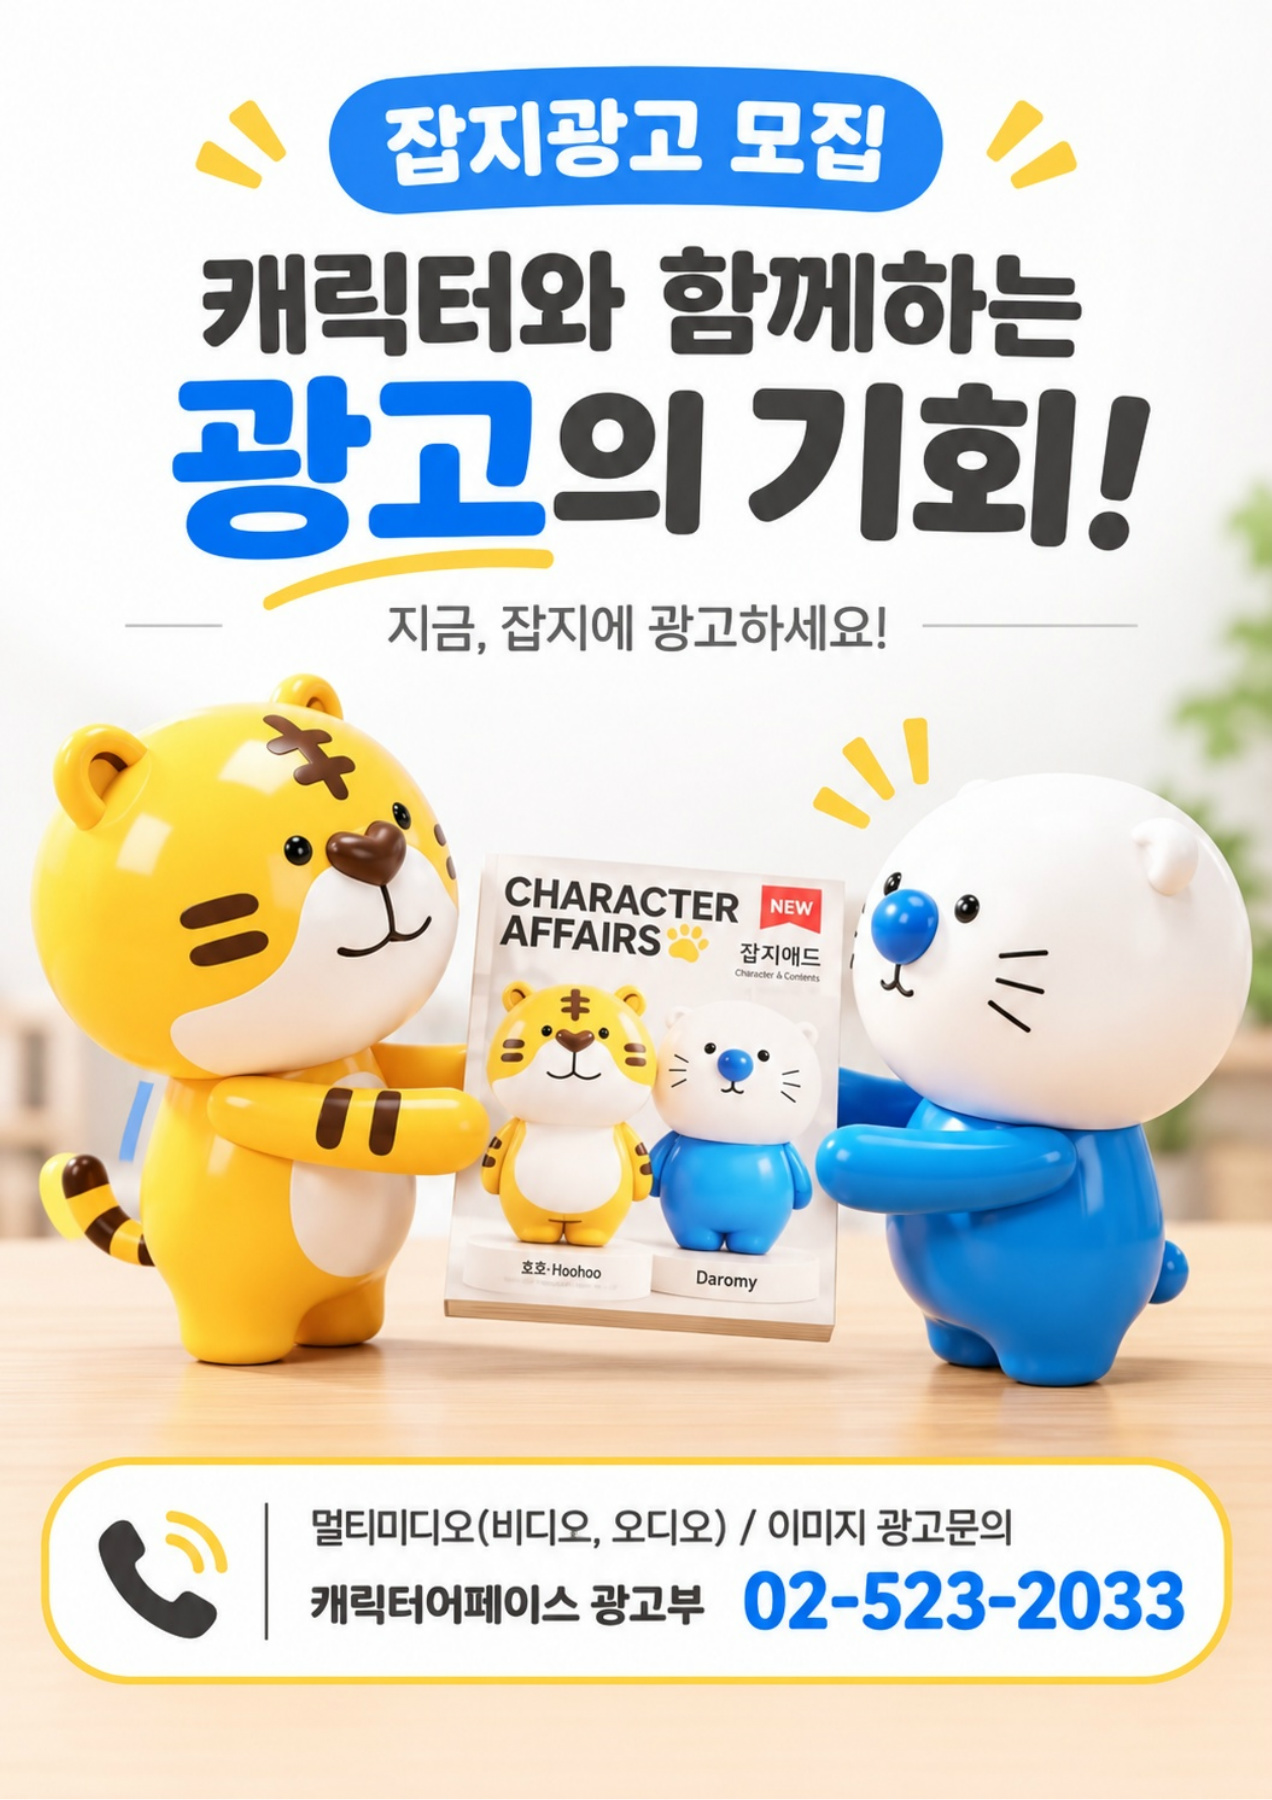 잡지광고 모집
캐릭터와 함께하는
광고의 기회!
지금, 잡지에 광고하세요!
CHARACTER
AFFAIRS
NEW
잡지애드
Character & Contents
호호·Hoohoo
Daromy
멀티미디오(비디오, 오디오) / 이미지 광고문의
캐릭터어페이스 광고부 02-523-2033